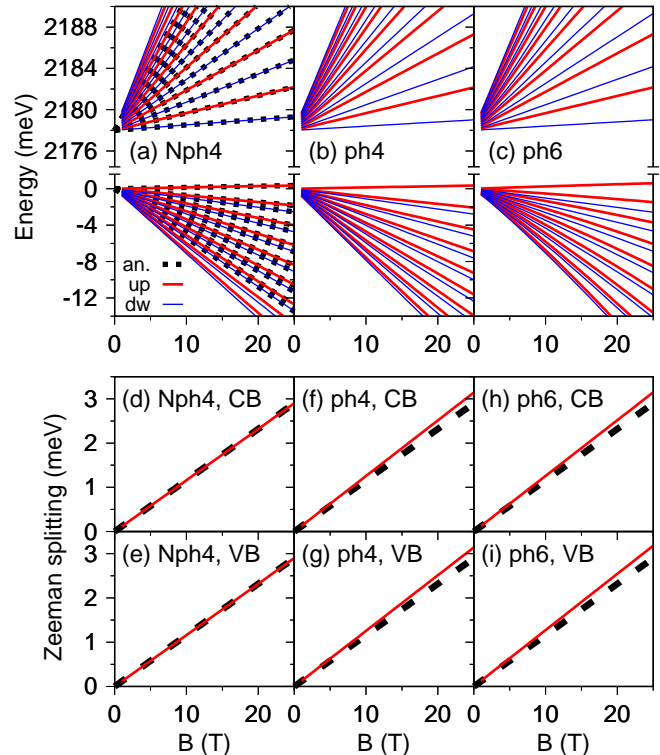 2188
2184
2180
2176
(a) Nph4
(b) ph4
(c) ph6
Energy (meV)
0
-4
-8
-12
an.
up
dw
0 10 20 0 10 20 0 10 20
Zeeman splitting (meV)
3
2
1
0
(d) Nph4, CB
(f) ph4, CB
(h) ph6, CB
3
2
1
0
(e) Nph4, VB
(g) ph4, VB
(i) ph6, VB
0 10 20 0 10 20 0 10 20
B (T) B (T) B (T)